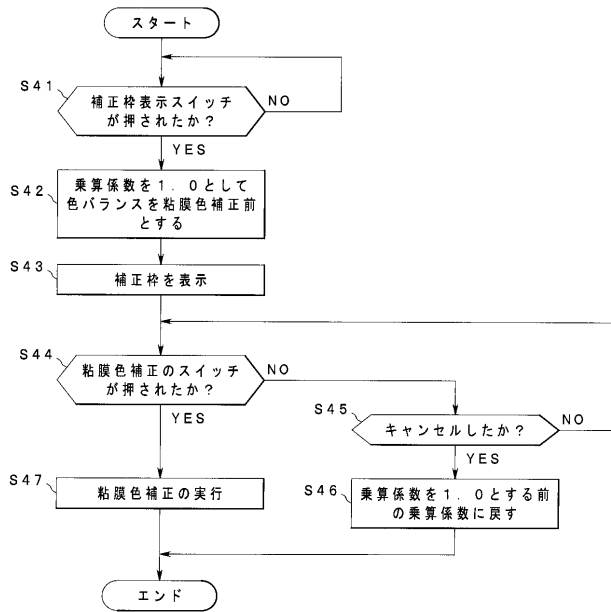 スタート
S41
補正枠表示スイッチ
が押されたか?
NO
YES
S42
乗算係数を1.0として
色バランスを粘膜色補正前
とする
S43
補正枠を表示
S44
粘膜色補正のスイッチ
が押されたか?
NO
YES
S45
キャンセルしたか?
NO
YES
S47
粘膜色補正の実行
S46
乗算係数を1.0とする前
の乗算係数に戻す
エンド